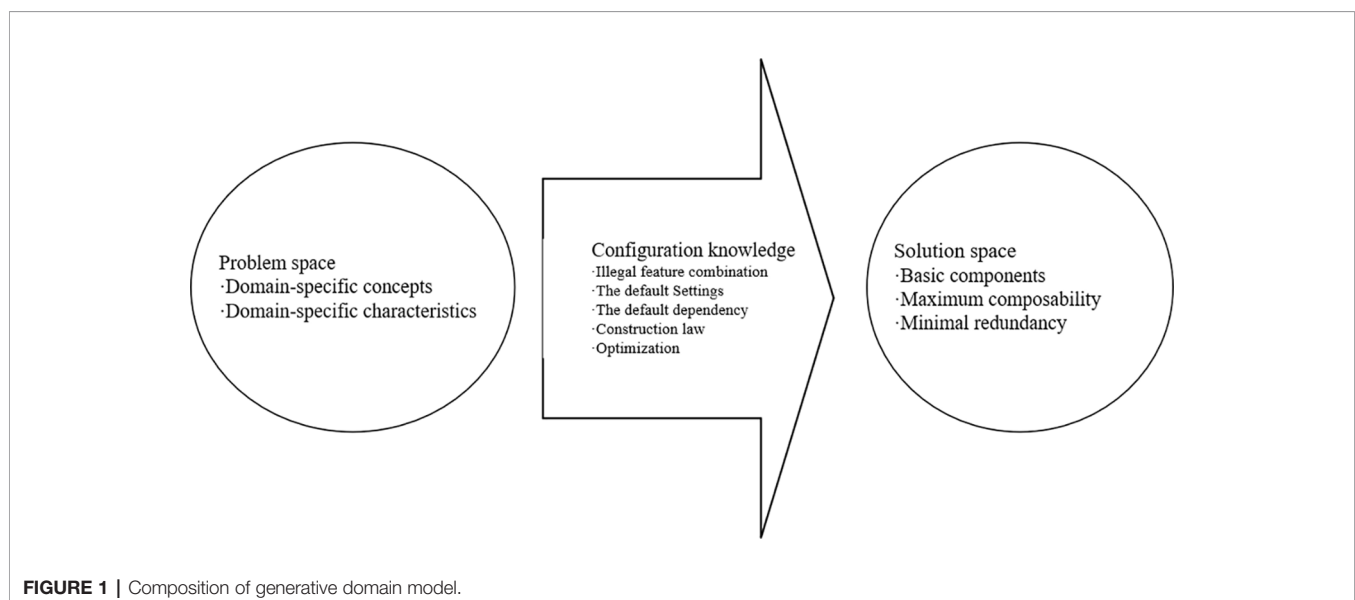 Problem space
·Domain-specific concepts
·Domain-specific characteristics
Configuration knowledge
·Illegal feature combination
·The default Settings
·The default dependency
·Construction law
·Optimization
Solution space
·Basic components
·Maximum composability
·Minimal redundancy
FIGURE 1 | Composition of generative domain model.